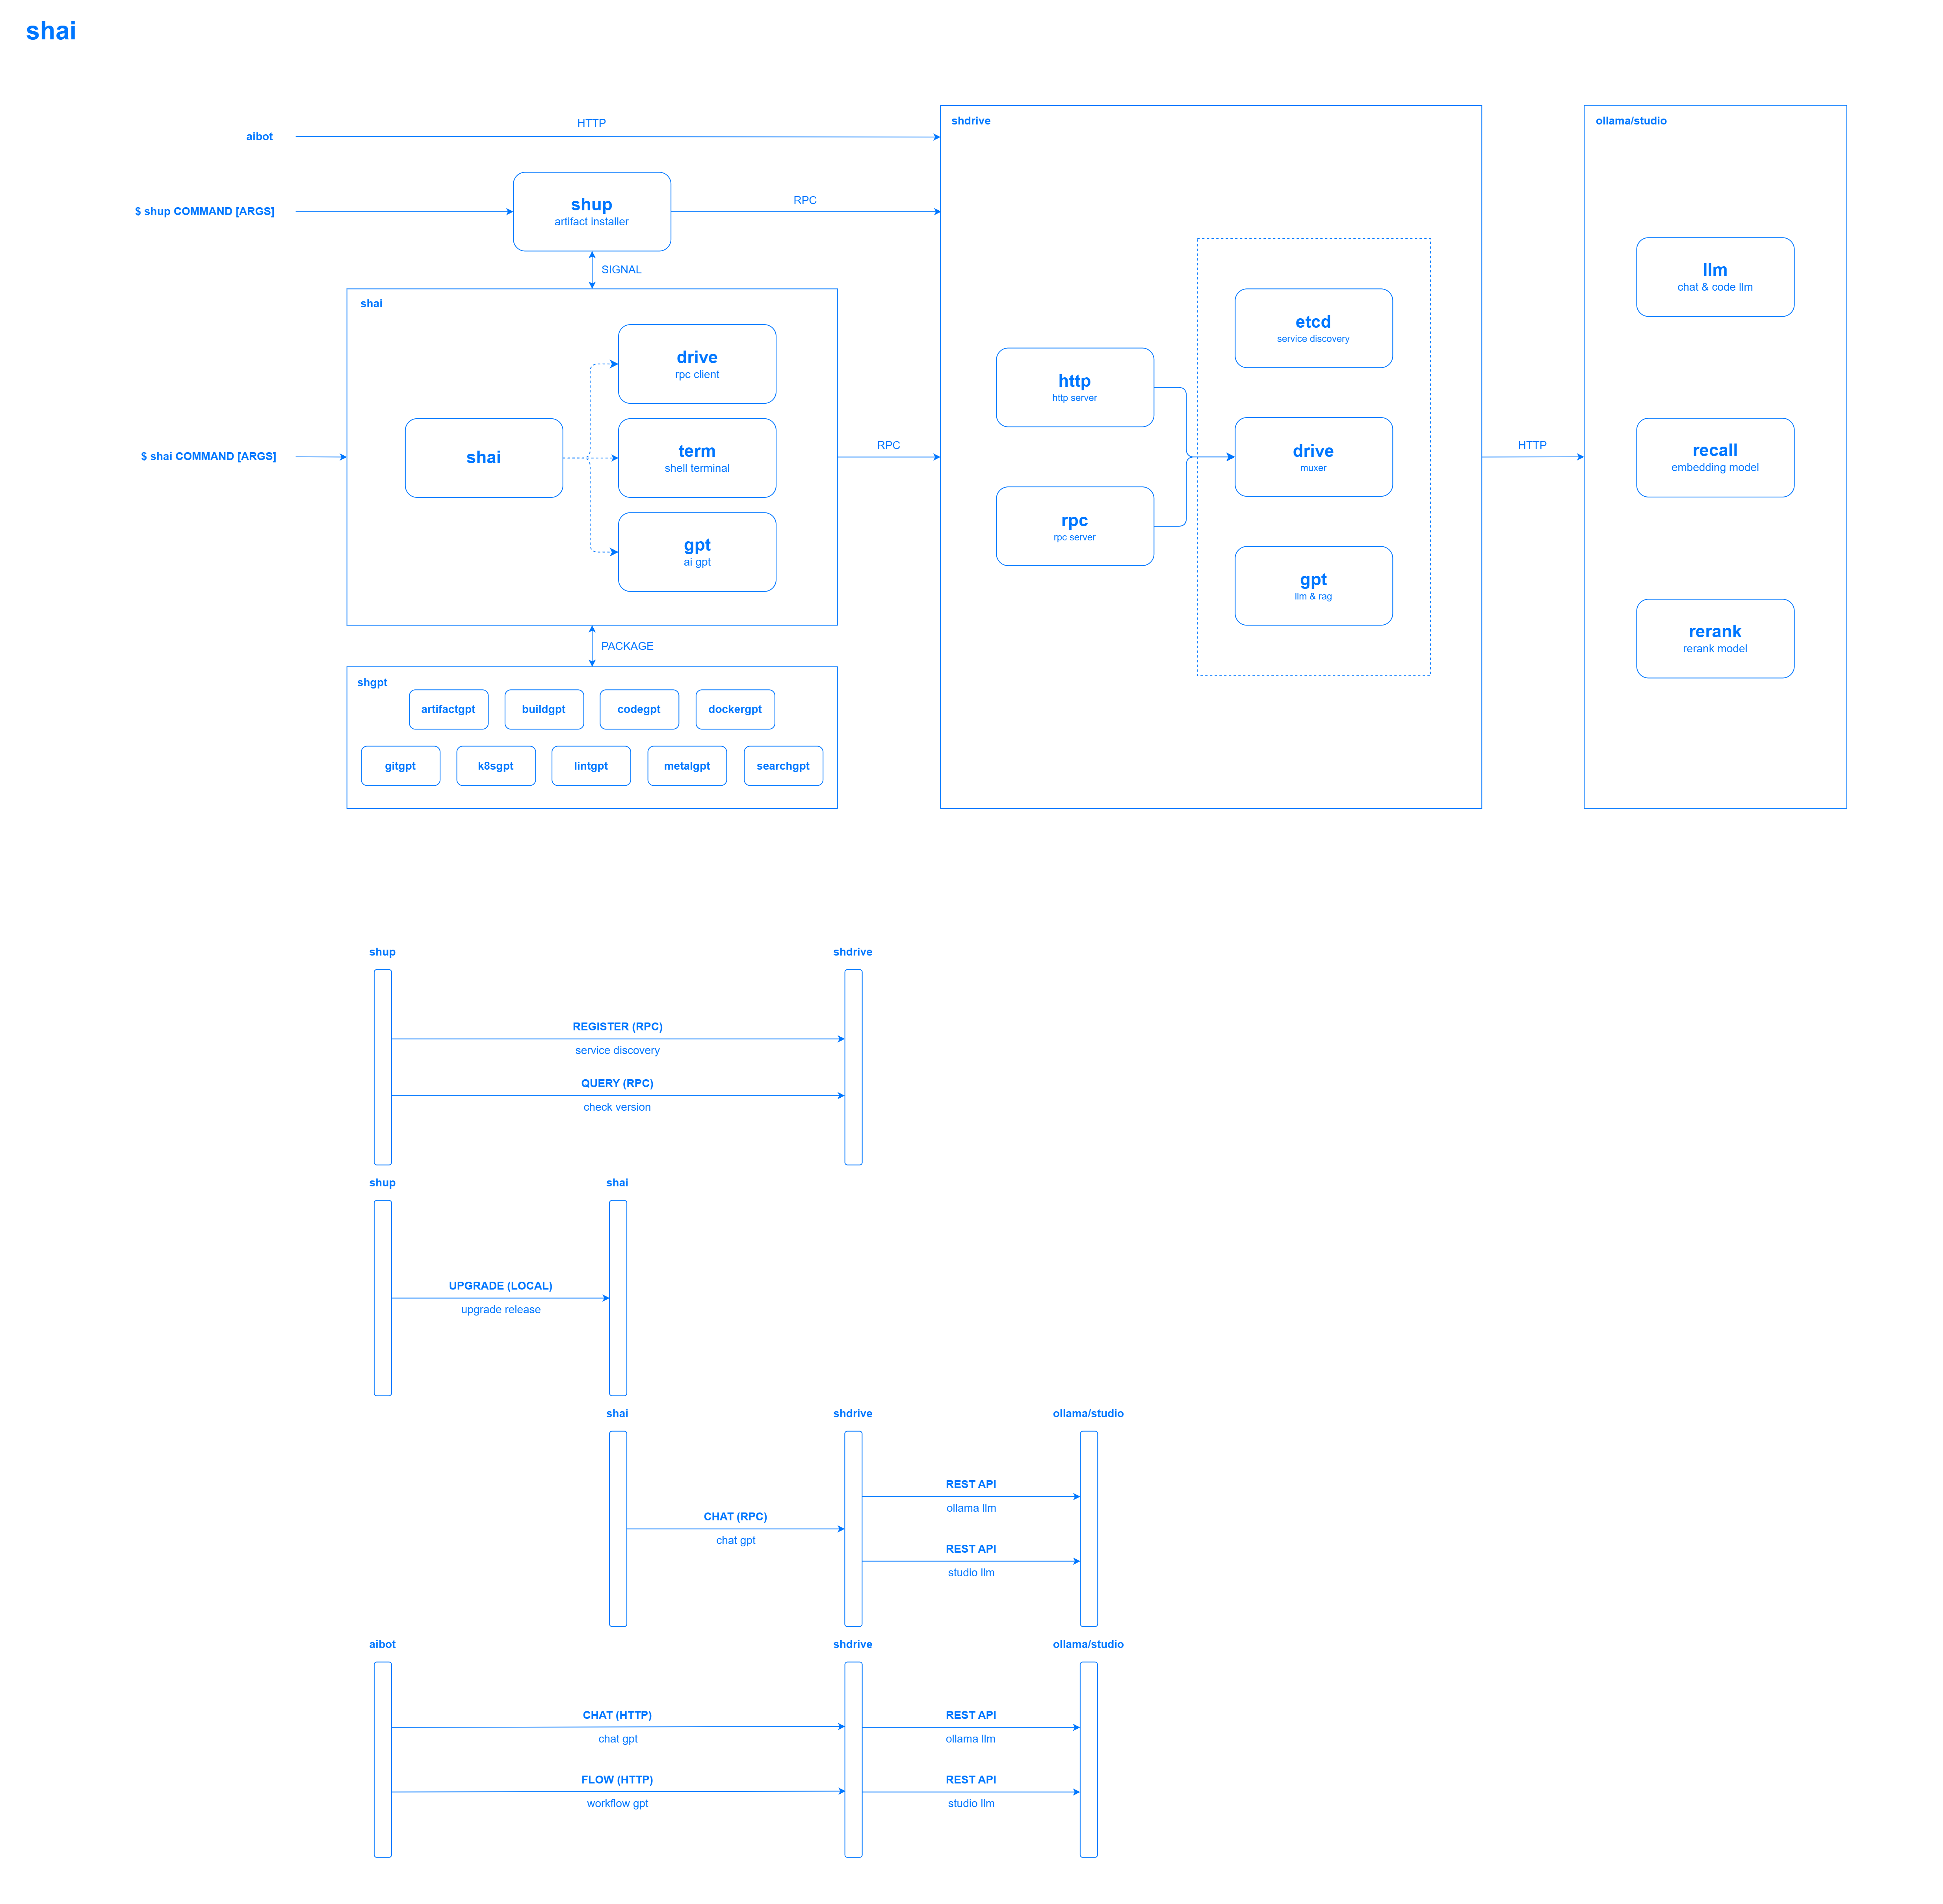 shai
aibot
HTTP
$ shup COMMAND [ARGS]
shup
artifact installer
RPC
SIGNAL
shai
$ shai COMMAND [ARGS]
shai
drive
rpc client
term
shell terminal
gpt
ai gpt
RPC
PACKAGE
shgpt
artifactgpt
buildgpt
codegpt
dockergpt
gitgpt
k8sgpt
lintgpt
metalgpt
searchgpt
shdrive
http
http server
rpc
rpc server
etcd
service discovery
drive
muxer
gpt
llm & rag
HTTP
ollama/studio
llm
chat & code llm
recall
embedding model
rerank
rerank model
shup
shdrive
REGISTER (RPC)
service discovery
QUERY (RPC)
check version
shup
shai
UPGRADE (LOCAL)
upgrade release
shai
shdrive
ollama/studio
CHAT (RPC)
chat gpt
REST API
ollama llm
REST API
studio llm
aibot
shdrive
ollama/studio
CHAT (HTTP)
chat gpt
REST API
ollama llm
FLOW (HTTP)
workflow gpt
REST API
studio llm